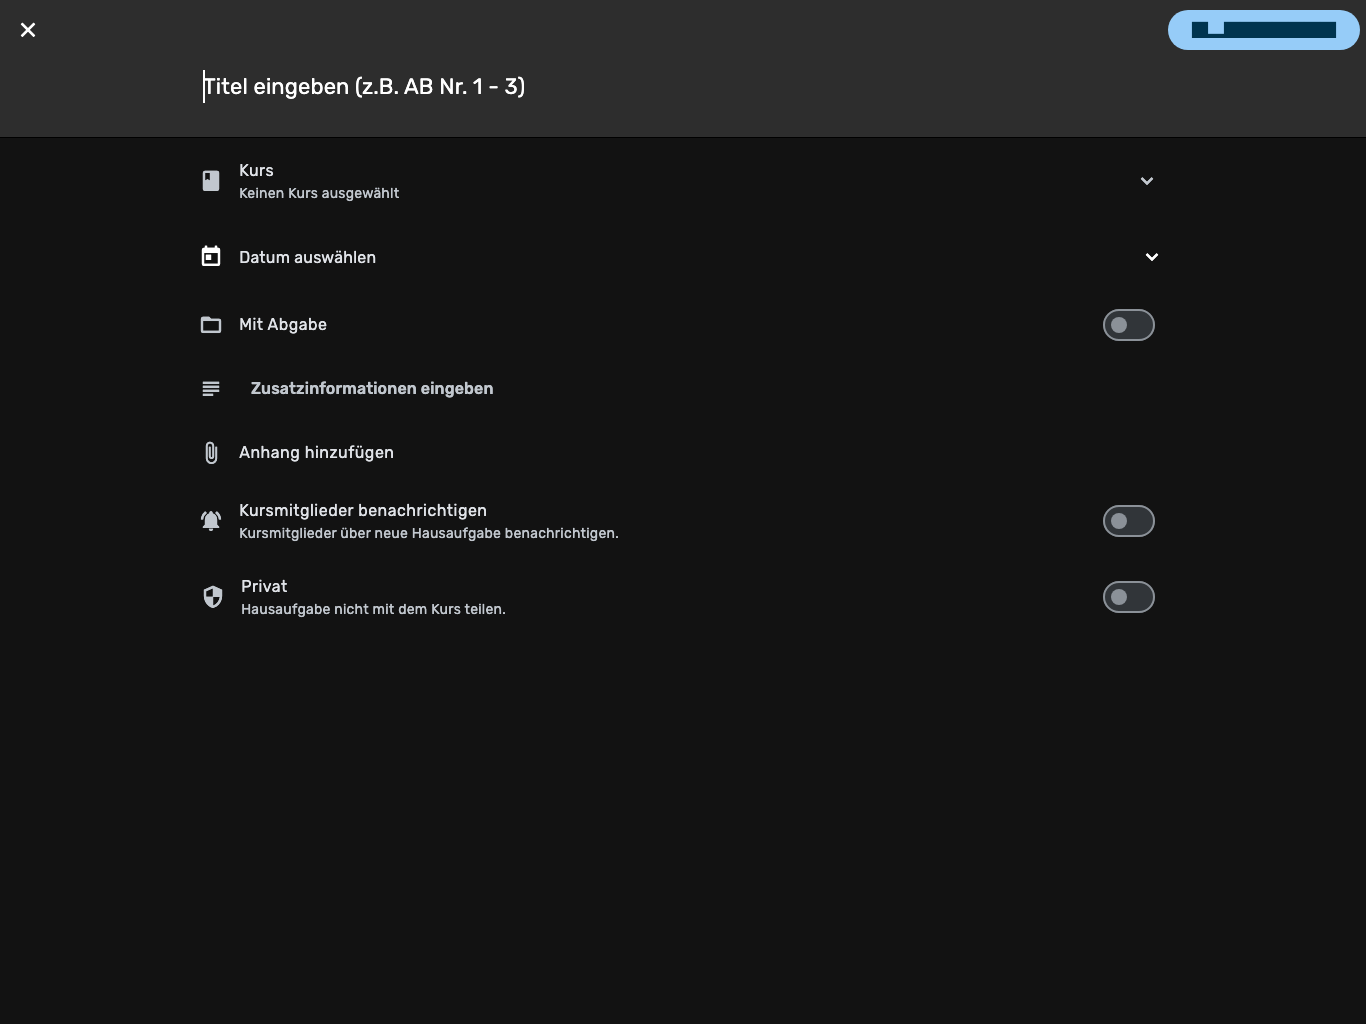 Titel eingeben (z.B. AB Nr. 1 - 3)
Kurs
Keinen Kurs ausgewählt
Datum auswählen
Mit Abgabe
Zusatzinformationen eingeben
Anhang hinzufügen
Kursmitglieder benachrichtigen
Kursmitglieder über neue Hausaufgabe benachrichtigen.
Privat
Hausaufgabe nicht mit dem Kurs teilen.